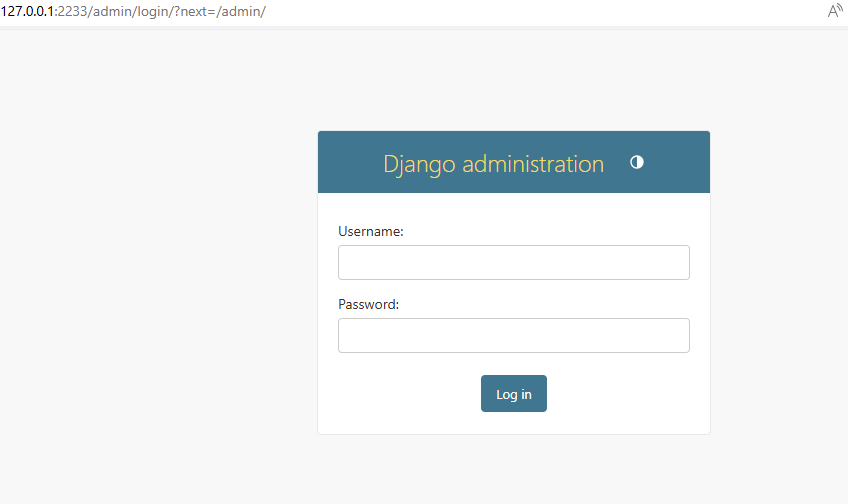 127.0.0.1:2233/admin/login/?next=/admin/
A
Django administration
Username:
Password:
Log in